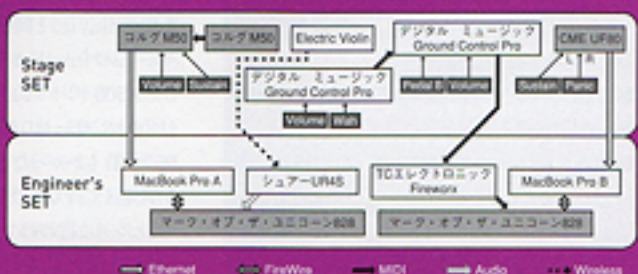 コルグ M50
コルグ M50
Electric Violin
デジタル ミュージック
Ground Control Pro
CME UF80
Stage
SET
L R
デジタル ミュージック
Ground Control Pro
Volume
Sustain
Pedal
Volume
Sustain
Volume
Wah
Engineer's
SET
MacBook Pro A
シュアーUR4S
TCエレクトロニック
Fireworx
MacBook Pro B
マーク・オブ・ザ・ユニコーン828
マーク・オブ・ザ・ユニコーン828
Ethernet
FireWire
MIDI
Audio
Wireless